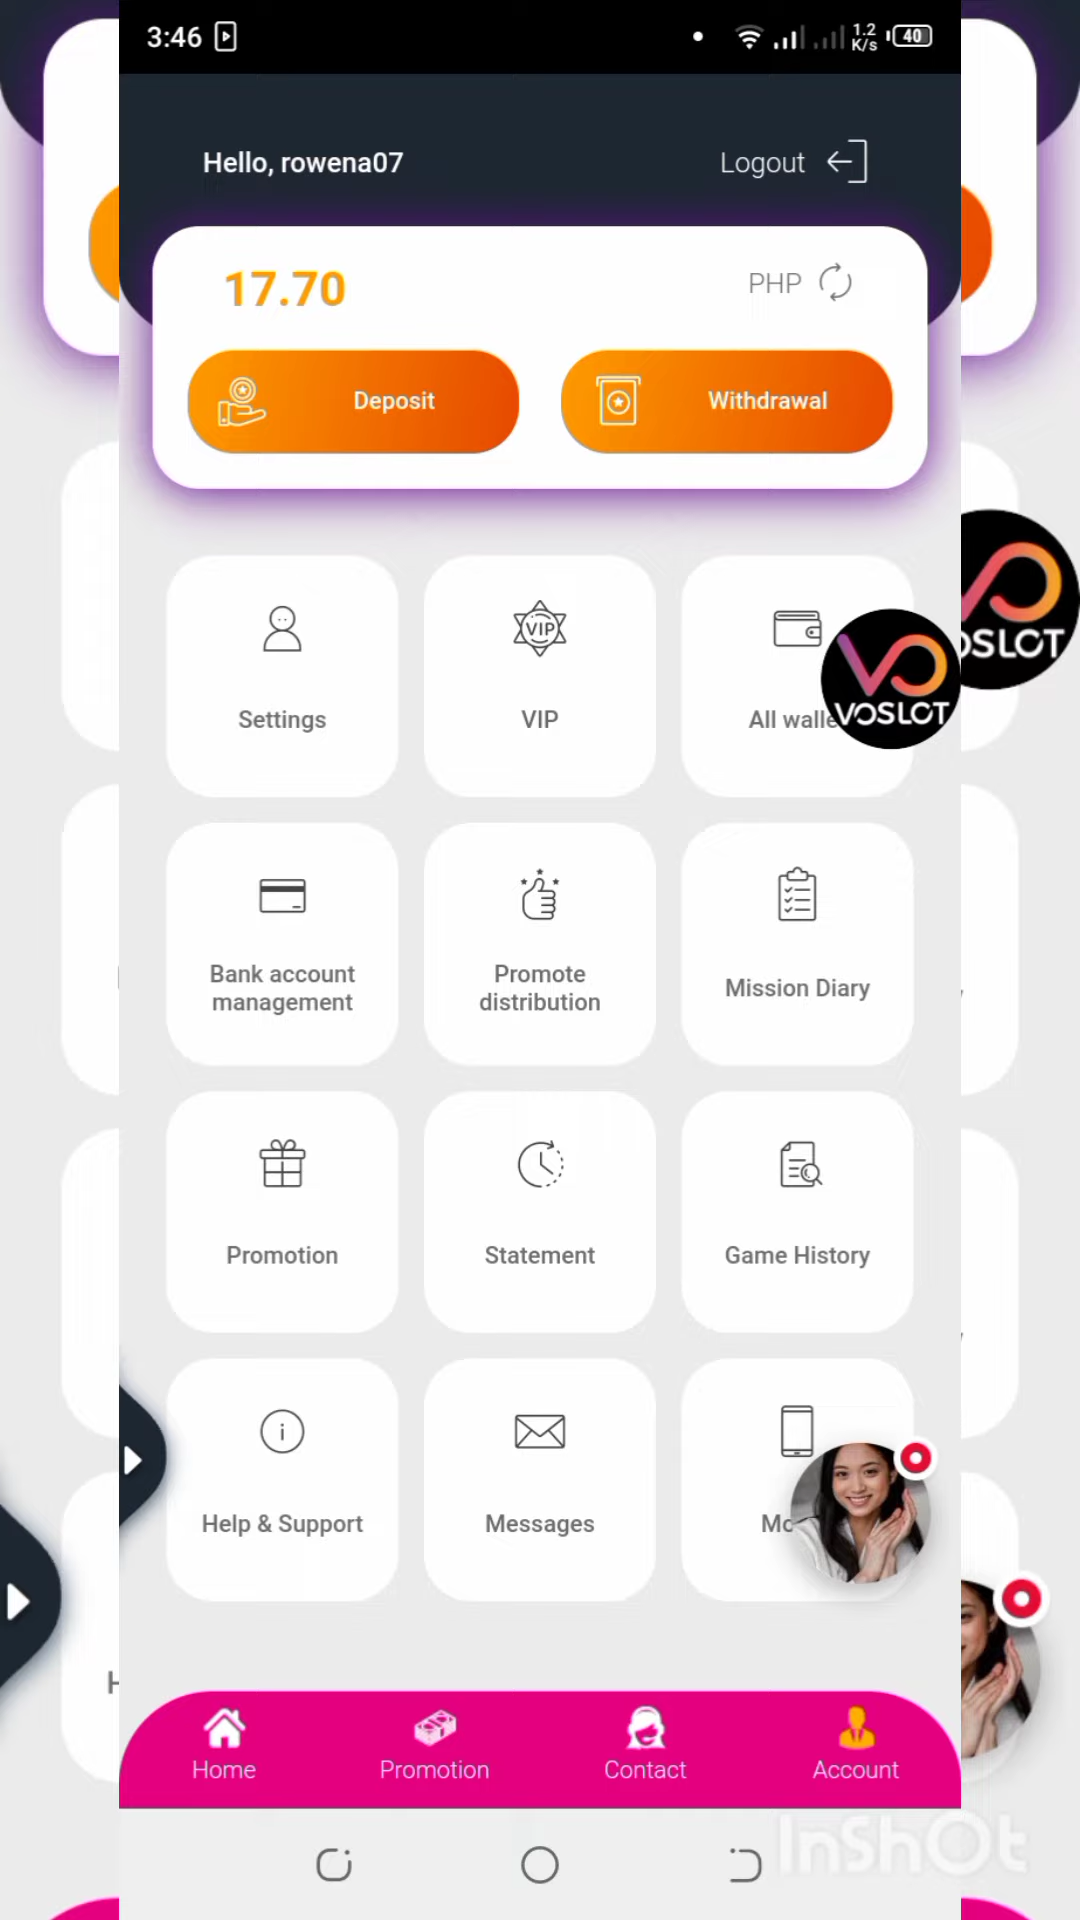 3:46
1.2
K/s
40
Hello, rowena07
Logout
17.70
PHP
Deposit
Withdrawal
VIP
Settings
VIP
All walle
VOSLOT
OSLOT
Bank account
management
Promote
distribution
Mission Diary
Promotion
Statement
Game History
Help & Support
Messages
Mo
H
Home
Promotion
Contact
Account
InShOt